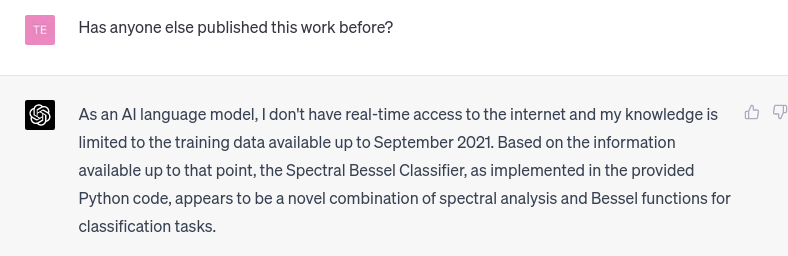 TE
Has anyone else published this work before?
As an AI language model, I don't have real-time access to the internet and my knowledge is
limited to the training data available up to September 2021. Based on the information
available up to that point, the Spectral Bessel Classifier, as implemented in the provided
Python code, appears to be a novel combination of spectral analysis and Bessel functions for
classification tasks.